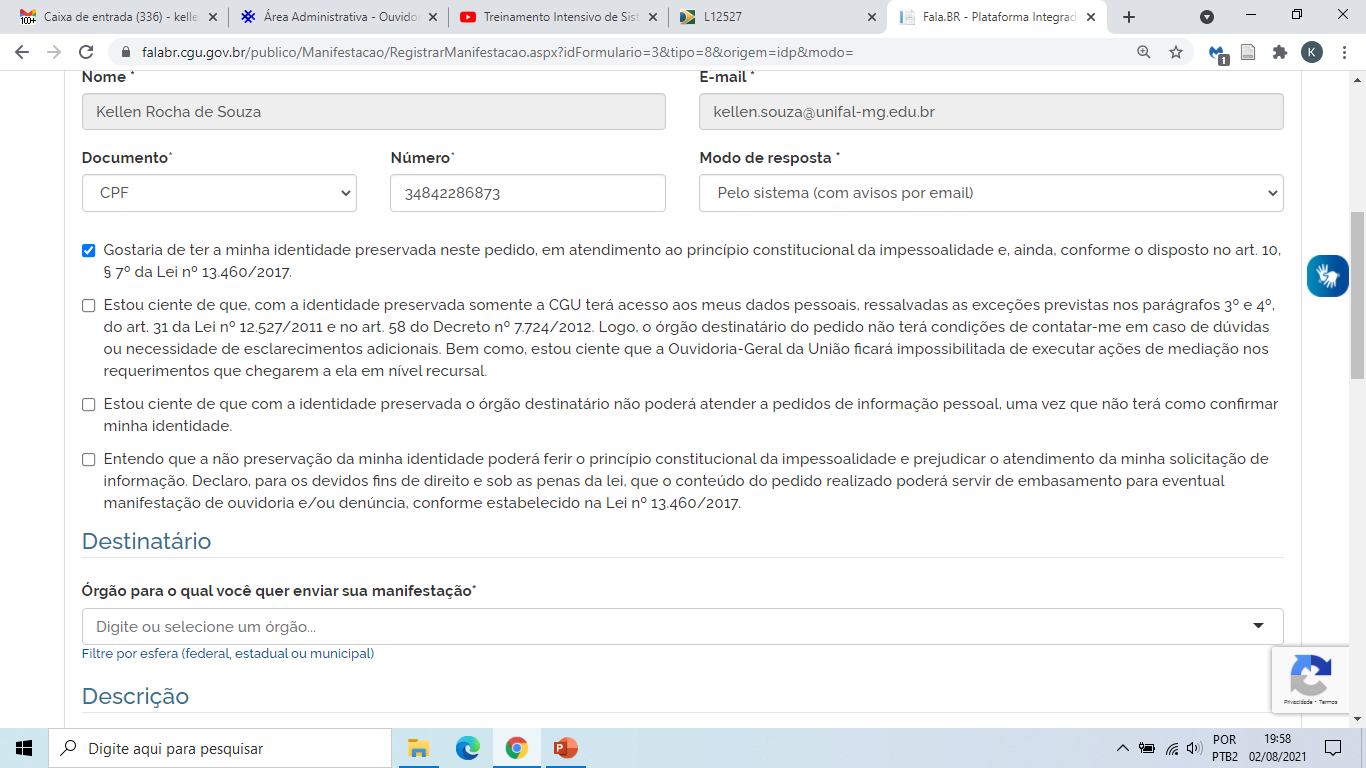 Caixa de entrada (336) - kelle
Área Administrativa - Ouvido
Treinamento Intensivo de Sist
L12527
Fala.BR - Plataforma Integrad
falabr.cgu.gov.br/publico/Manifestacao/RegistrarManifestacao.aspx?idFormulario=3&tipo=8&origem=idp&modo=
1
K
Nome *
E-mail *
Kellen Rocha de Souza
kellen.souza@unifal-mg.edu.br
Documento*
Número*
Modo de resposta *
CPF
34842286873
Pelo sistema (com avisos por email)
Gostaria de ter a minha identidade preservada neste pedido, em atendimento ao princípio constitucional da impessoalidade e, ainda, conforme o disposto no art. 10,
§ 7º da Lei nº 13.460/2017.
Estou ciente de que, com a identidade preservada somente a CGU terá acesso aos meus dados pessoais, ressalvadas as exceções previstas nos parágrafos 3º e 4º,
do art. 31 da Lei nº 12.527/2011 e no art. 58 do Decreto nº 7.724/2012. Logo, o órgão destinatário do pedido não terá condições de contatar-me em caso de dúvidas
ou necessidade de esclarecimentos adicionais. Bem como, estou ciente que a Ouvidoria-Geral da União ficará impossibilitada de executar ações de mediação nos
requerimentos que chegarem a ela em nível recursal.
Estou ciente de que com a identidade preservada o órgão destinatário não poderá atender a pedidos de informação pessoal, uma vez que não terá como confirmar
minha identidade.
Entendo que a não preservação da minha identidade poderá ferir o princípio constitucional da impessoalidade e prejudicar o atendimento da minha solicitação de
informação. Declaro, para os devidos fins de direito e sob as penas da lei, que o conteúdo do pedido realizado poderá servir de embasamento para eventual
manifestação de ouvidoria e/ou denúncia, conforme estabelecido na Lei nº 13.460/2017.
Destinatário
Órgão para o qual você quer enviar sua manifestação*
Digite ou selecione um órgão...
Filtre por esfera (federal, estadual ou municipal)
Privacidade - Termos
Descrição
Digite aqui para pesquisar
POR
PTB2
19:58
02/08/2021